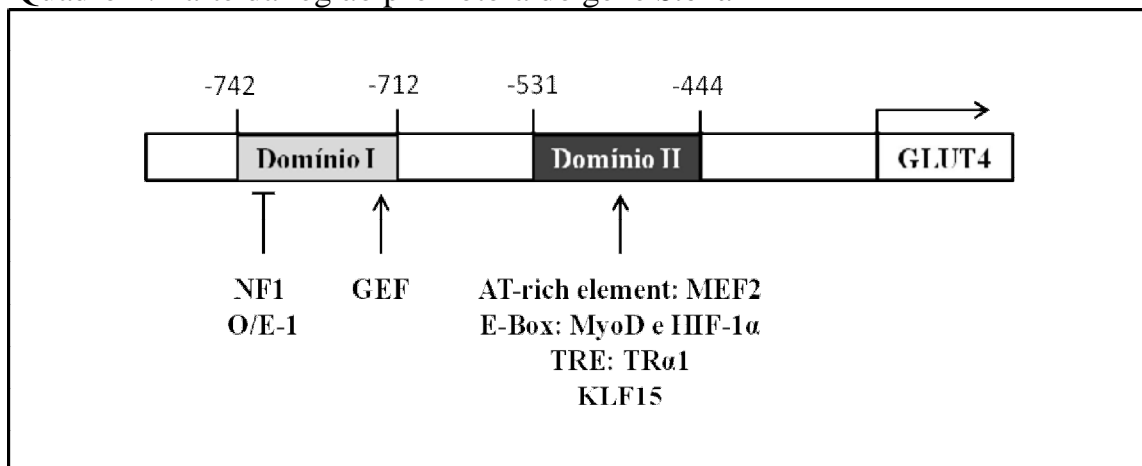 -742 -712 -531 -444
Domínio I Domínio II GLUT4
NF1 GEF AT-rich element: MEF2
O/E-1 E-Box: MyoD e HIF-1α
TRE: TRα1
KLF15